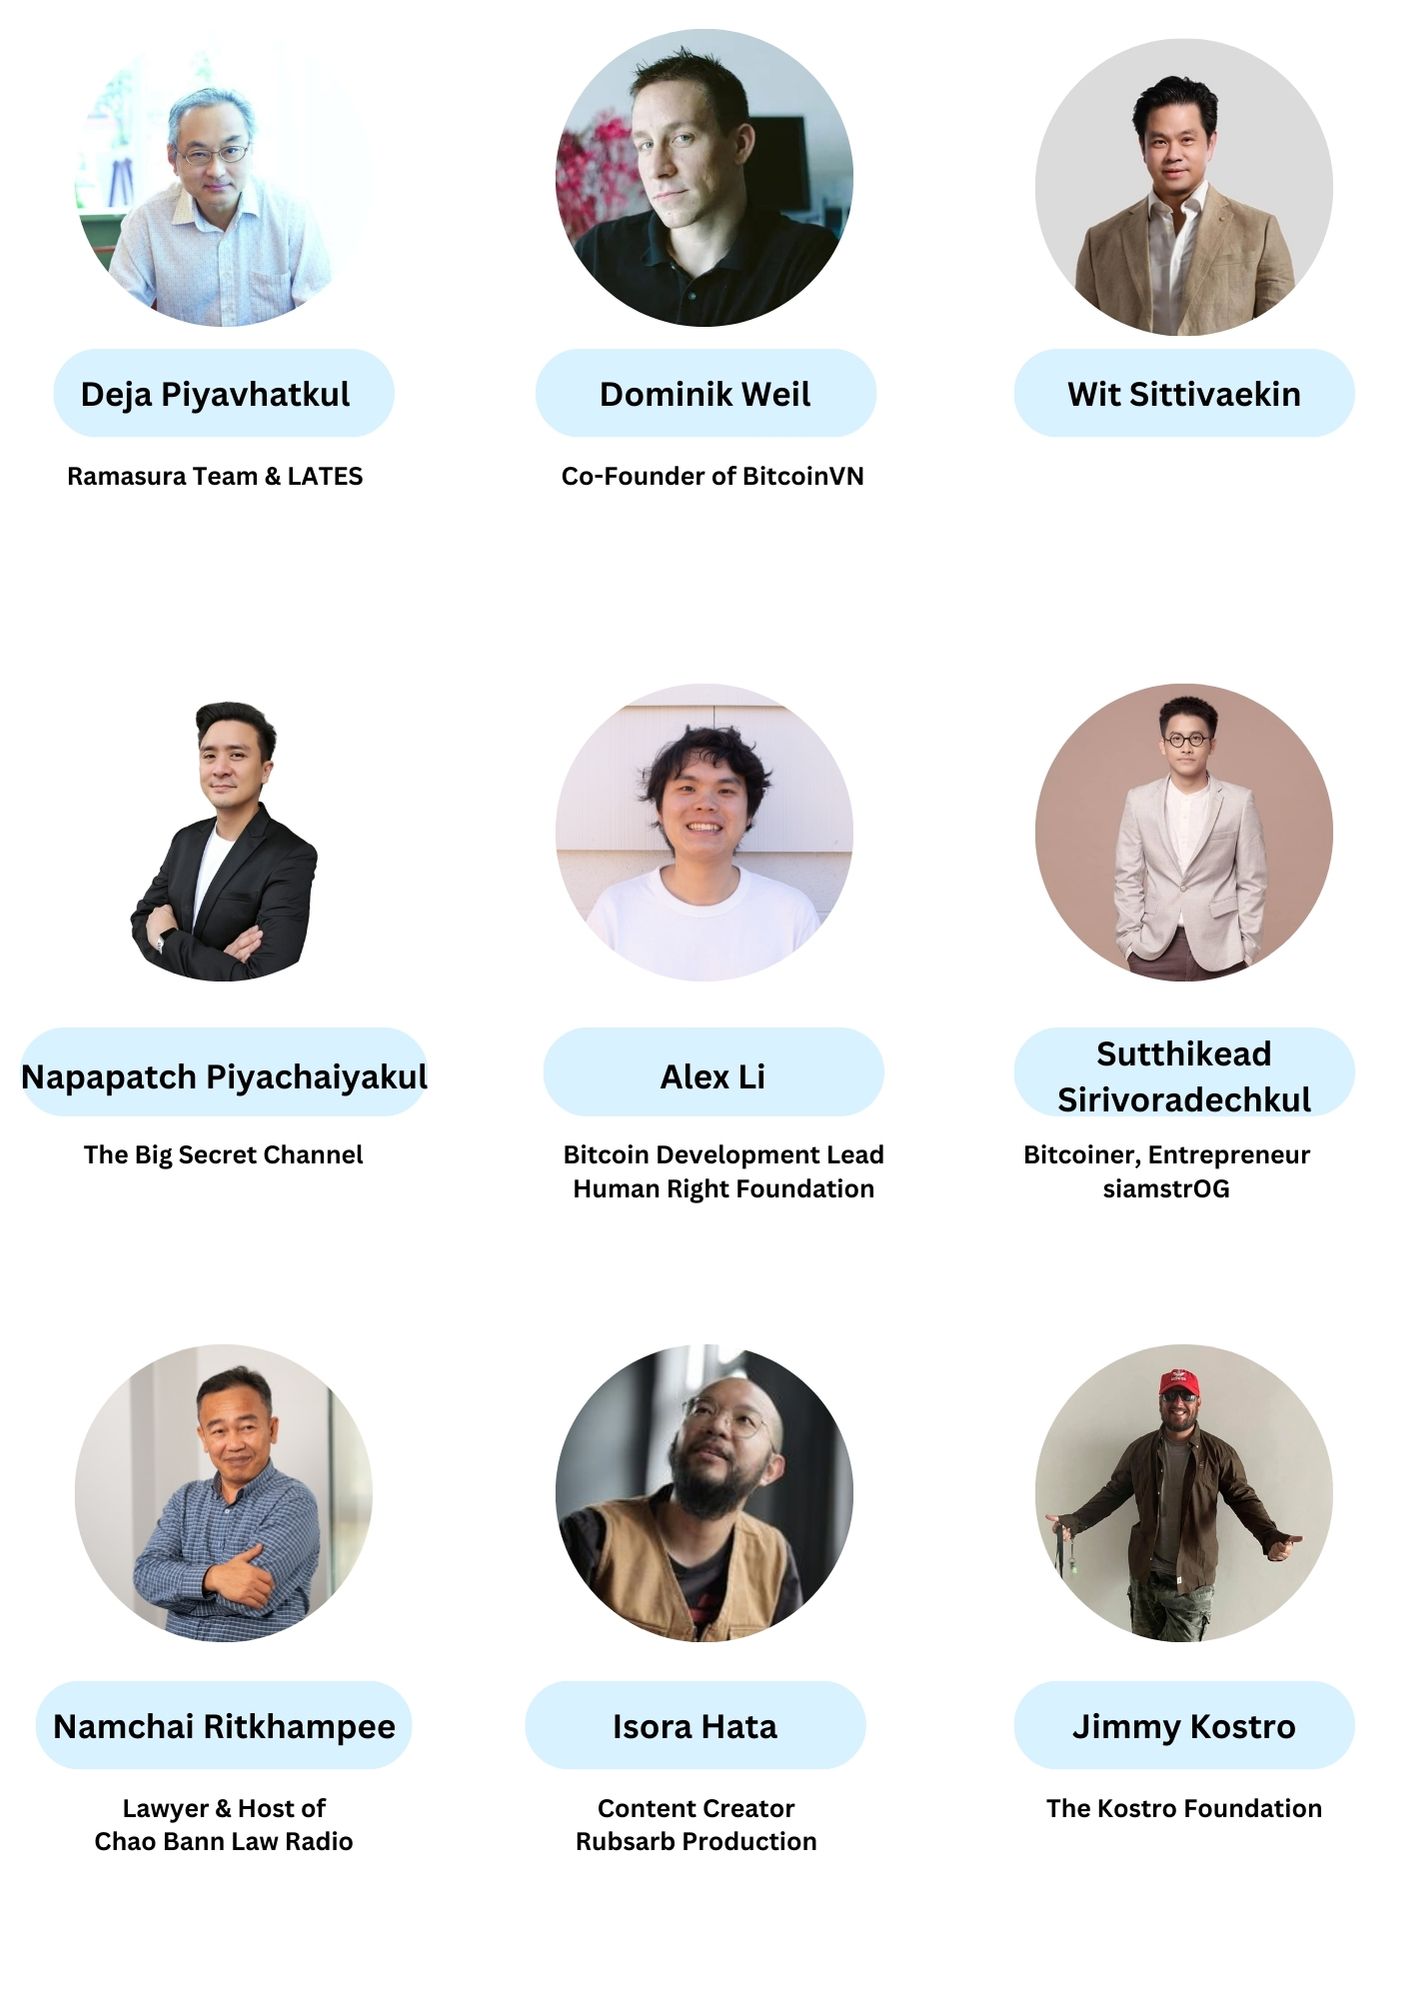 Deja Piyavhatkul
Ramasura Team & LATES
Dominik Weil
Co-Founder of BitcoinVN
Wit Sittivaekin
Napapatch Piyachaiyakul
The Big Secret Channel
Alex Li
Bitcoin Development Lead
Human Right Foundation
Sutthikead
Sirivoradechkul
Bitcoiner, Entrepreneur
siamstrOG
Namchai Ritkhampee
Lawyer & Host of
Chao Bann Law Radio
Isora Hata
Content Creator
Rubsarb Production
Jimmy Kostro
The Kostro Foundation